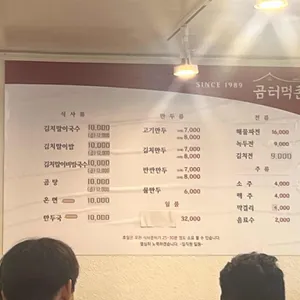 SINCE 1989
곰터먹촌
식 사 류
김치말이국수 10,000
김치말이밥 10,000
김치말이비빔국수 10,000
곰 탕 10,000
온 면 10,000
만두국 10,000
만 두 류
고기만두 7,000
8,000
김치만두 7,000
8,000
반반만두 7,000
8,000
물만두 6,000
일 품
32,000
전 류
해물파전 16,000
녹두전 9,000
김치전 9,000
주 류
소 주 4,000
맥 주 4,000
막걸리 4,000
음료수 2,000